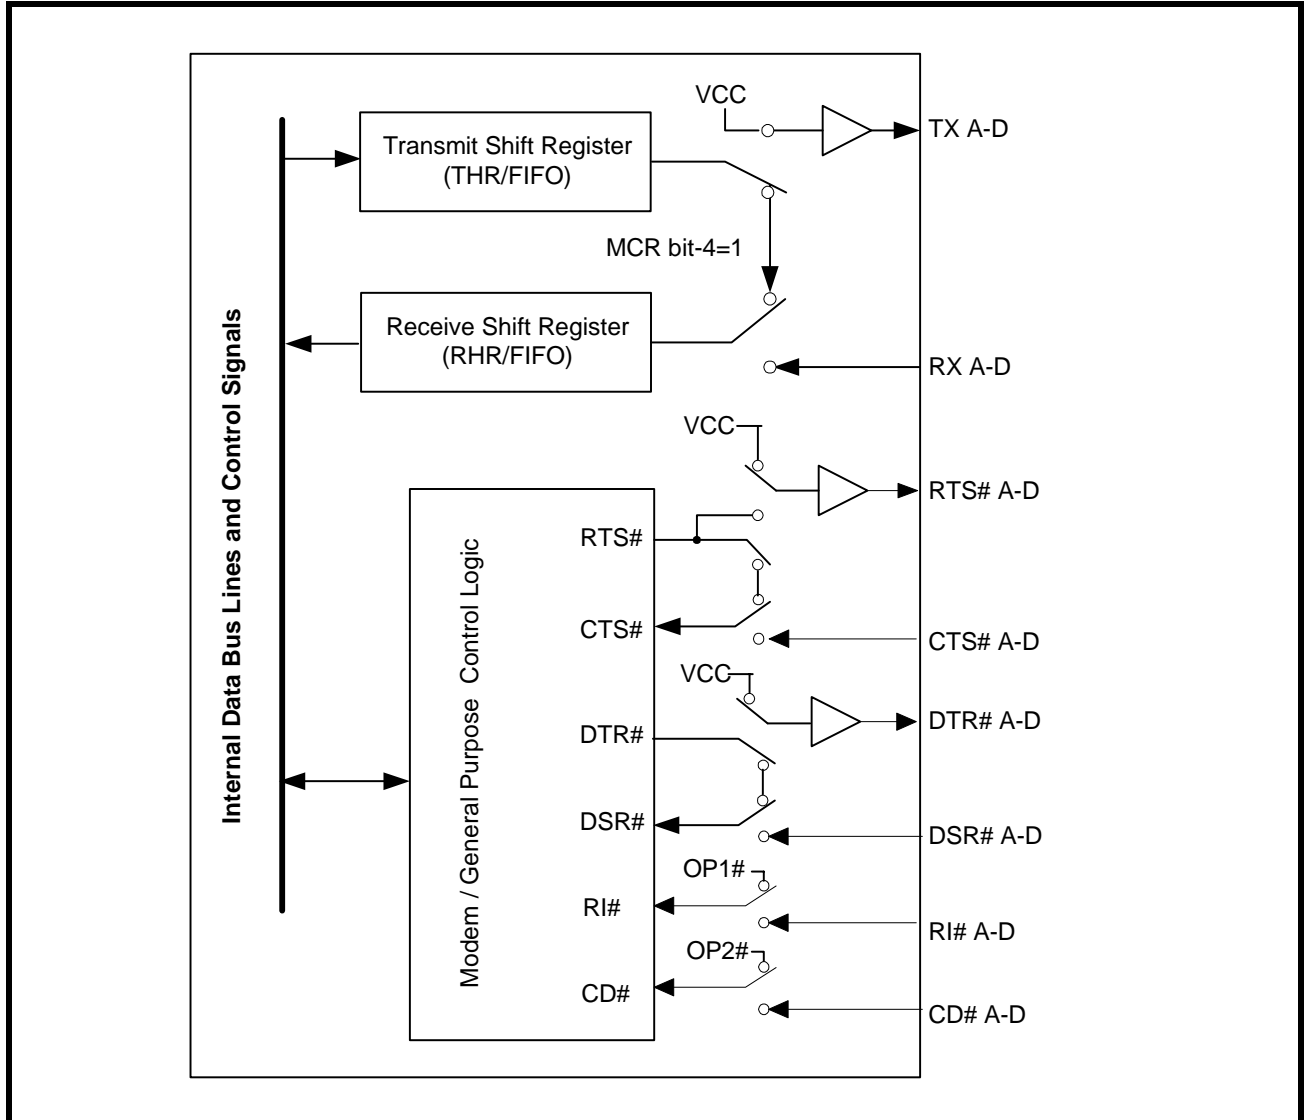 VCC
TX A-D
Transmit Shift Register
(THR/FIFO)
MCR bit-4=1
Receive Shift Register
(RHR/FIFO)
RX A-D
Internal Data Bus Lines and Control Signals
VCC
RTS# A-D
Modem / General Purpose Control Logic
RTS#
CTS#
CTS# A-D
VCC
DTR# A-D
DTR#
DSR#
DSR# A-D
OP1#
RI#
RI# A-D
OP2#
CD#
CD# A-D